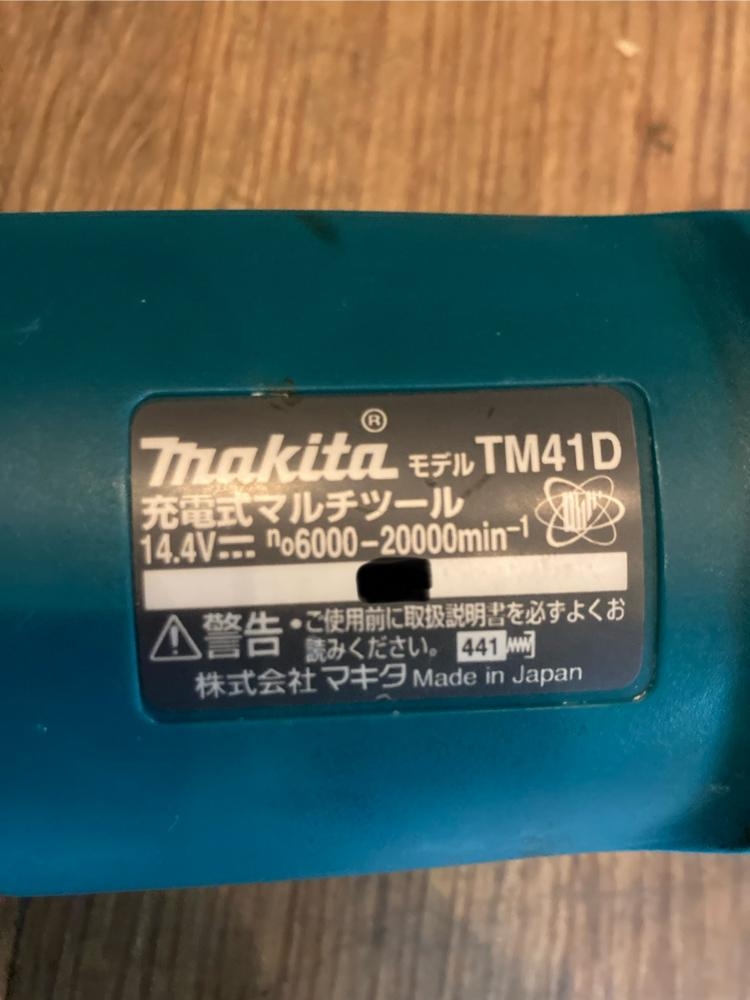 makita® モデル TM41D
充電式マルチツール
14.4V⎓ n₀6000-20000min⁻¹
⚠警告 •ご使用前に取扱説明書を必ずよくお
読みください。 441
株式会社マキタ Made in Japan